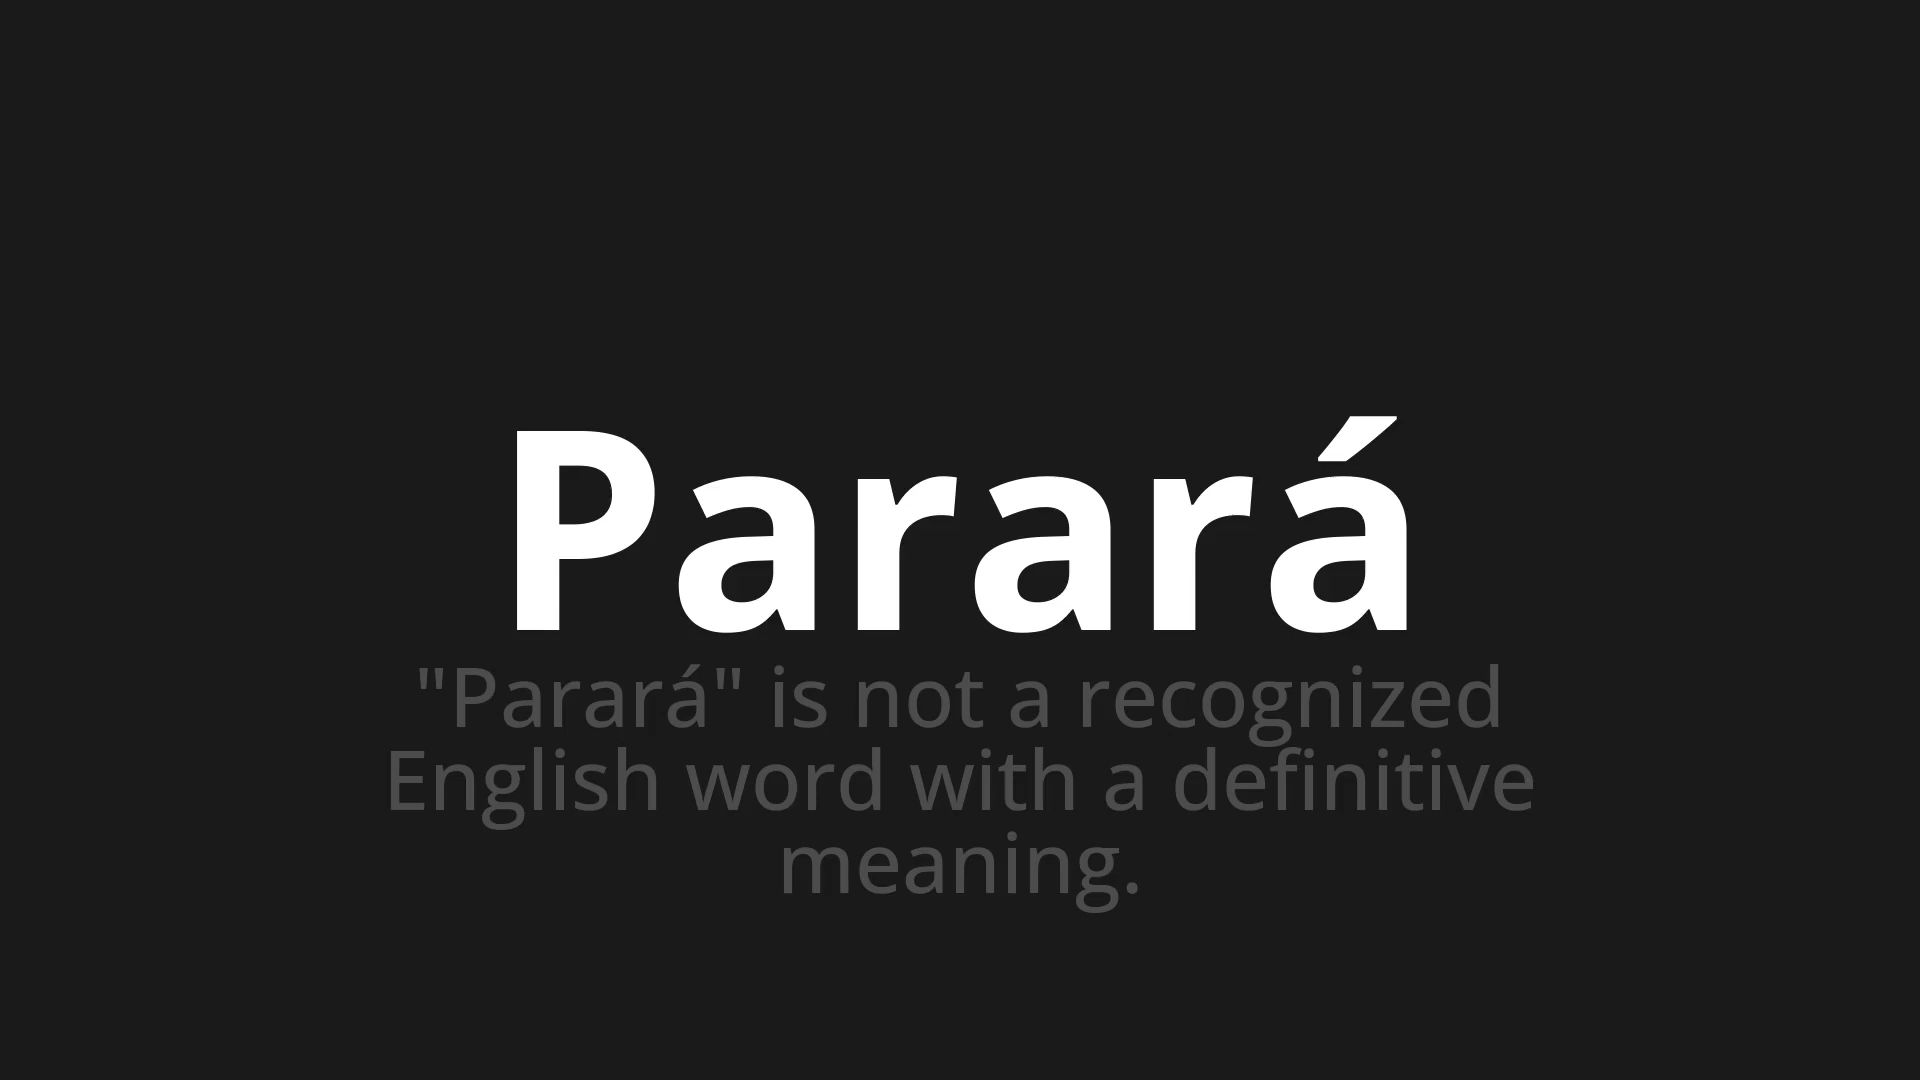 Parará
"Parará" is not a recognized
English word with a definitive
meaning.